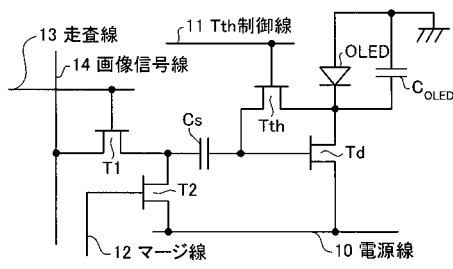 11 Tth制御線
13 走査線
14 画像信号線
OLED
COLED
Cs
Tth
T1
Td
T2
12 マージ線
10 電源線